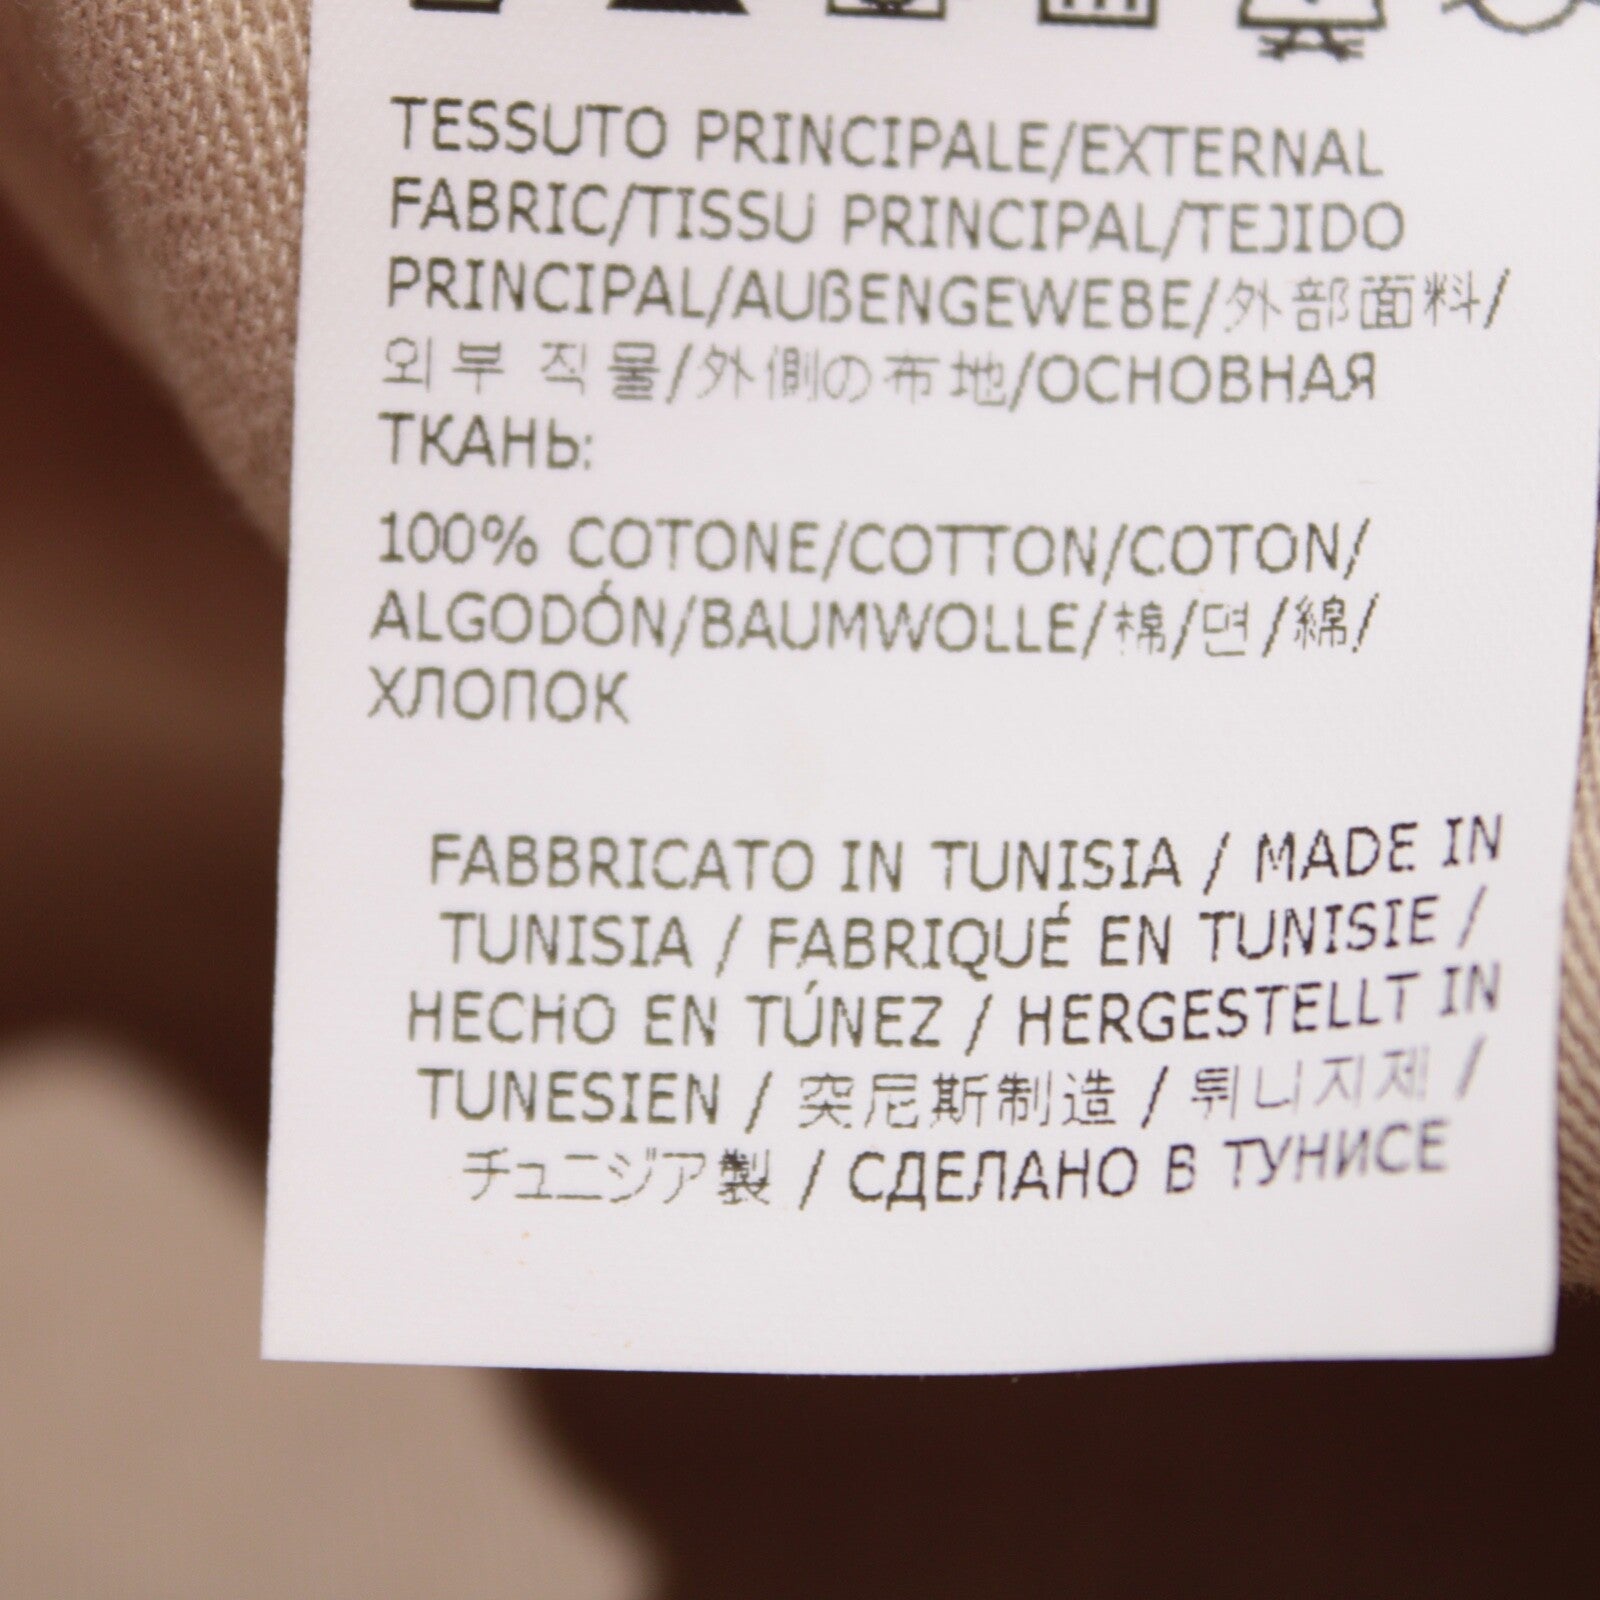 TESSUTO PRINCIPALE/EXTERNAL
FABRIC/TISSU PRINCIPAL/TEJIDO
PRINCIPAL/AUßENGEWEBE/外部面料/
외부 직물/外側の布地/ОСНОВНАЯ
ТКАНЬ:
100% COTONE/COTTON/COTON/
ALGODÓN/BAUMWOLLE/棉/면/綿/
ХЛОПОК
FABBRICATO IN TUNISIA / MADE IN
TUNISIA / FABRIQUÉ EN TUNISIE /
HECHO EN TÚNEZ / HERGESTELLT IN
TUNESIEN / 突尼斯制造 / 튀니지제 /
チュニジア製 / СДЕЛАНО В ТУНИСЕ